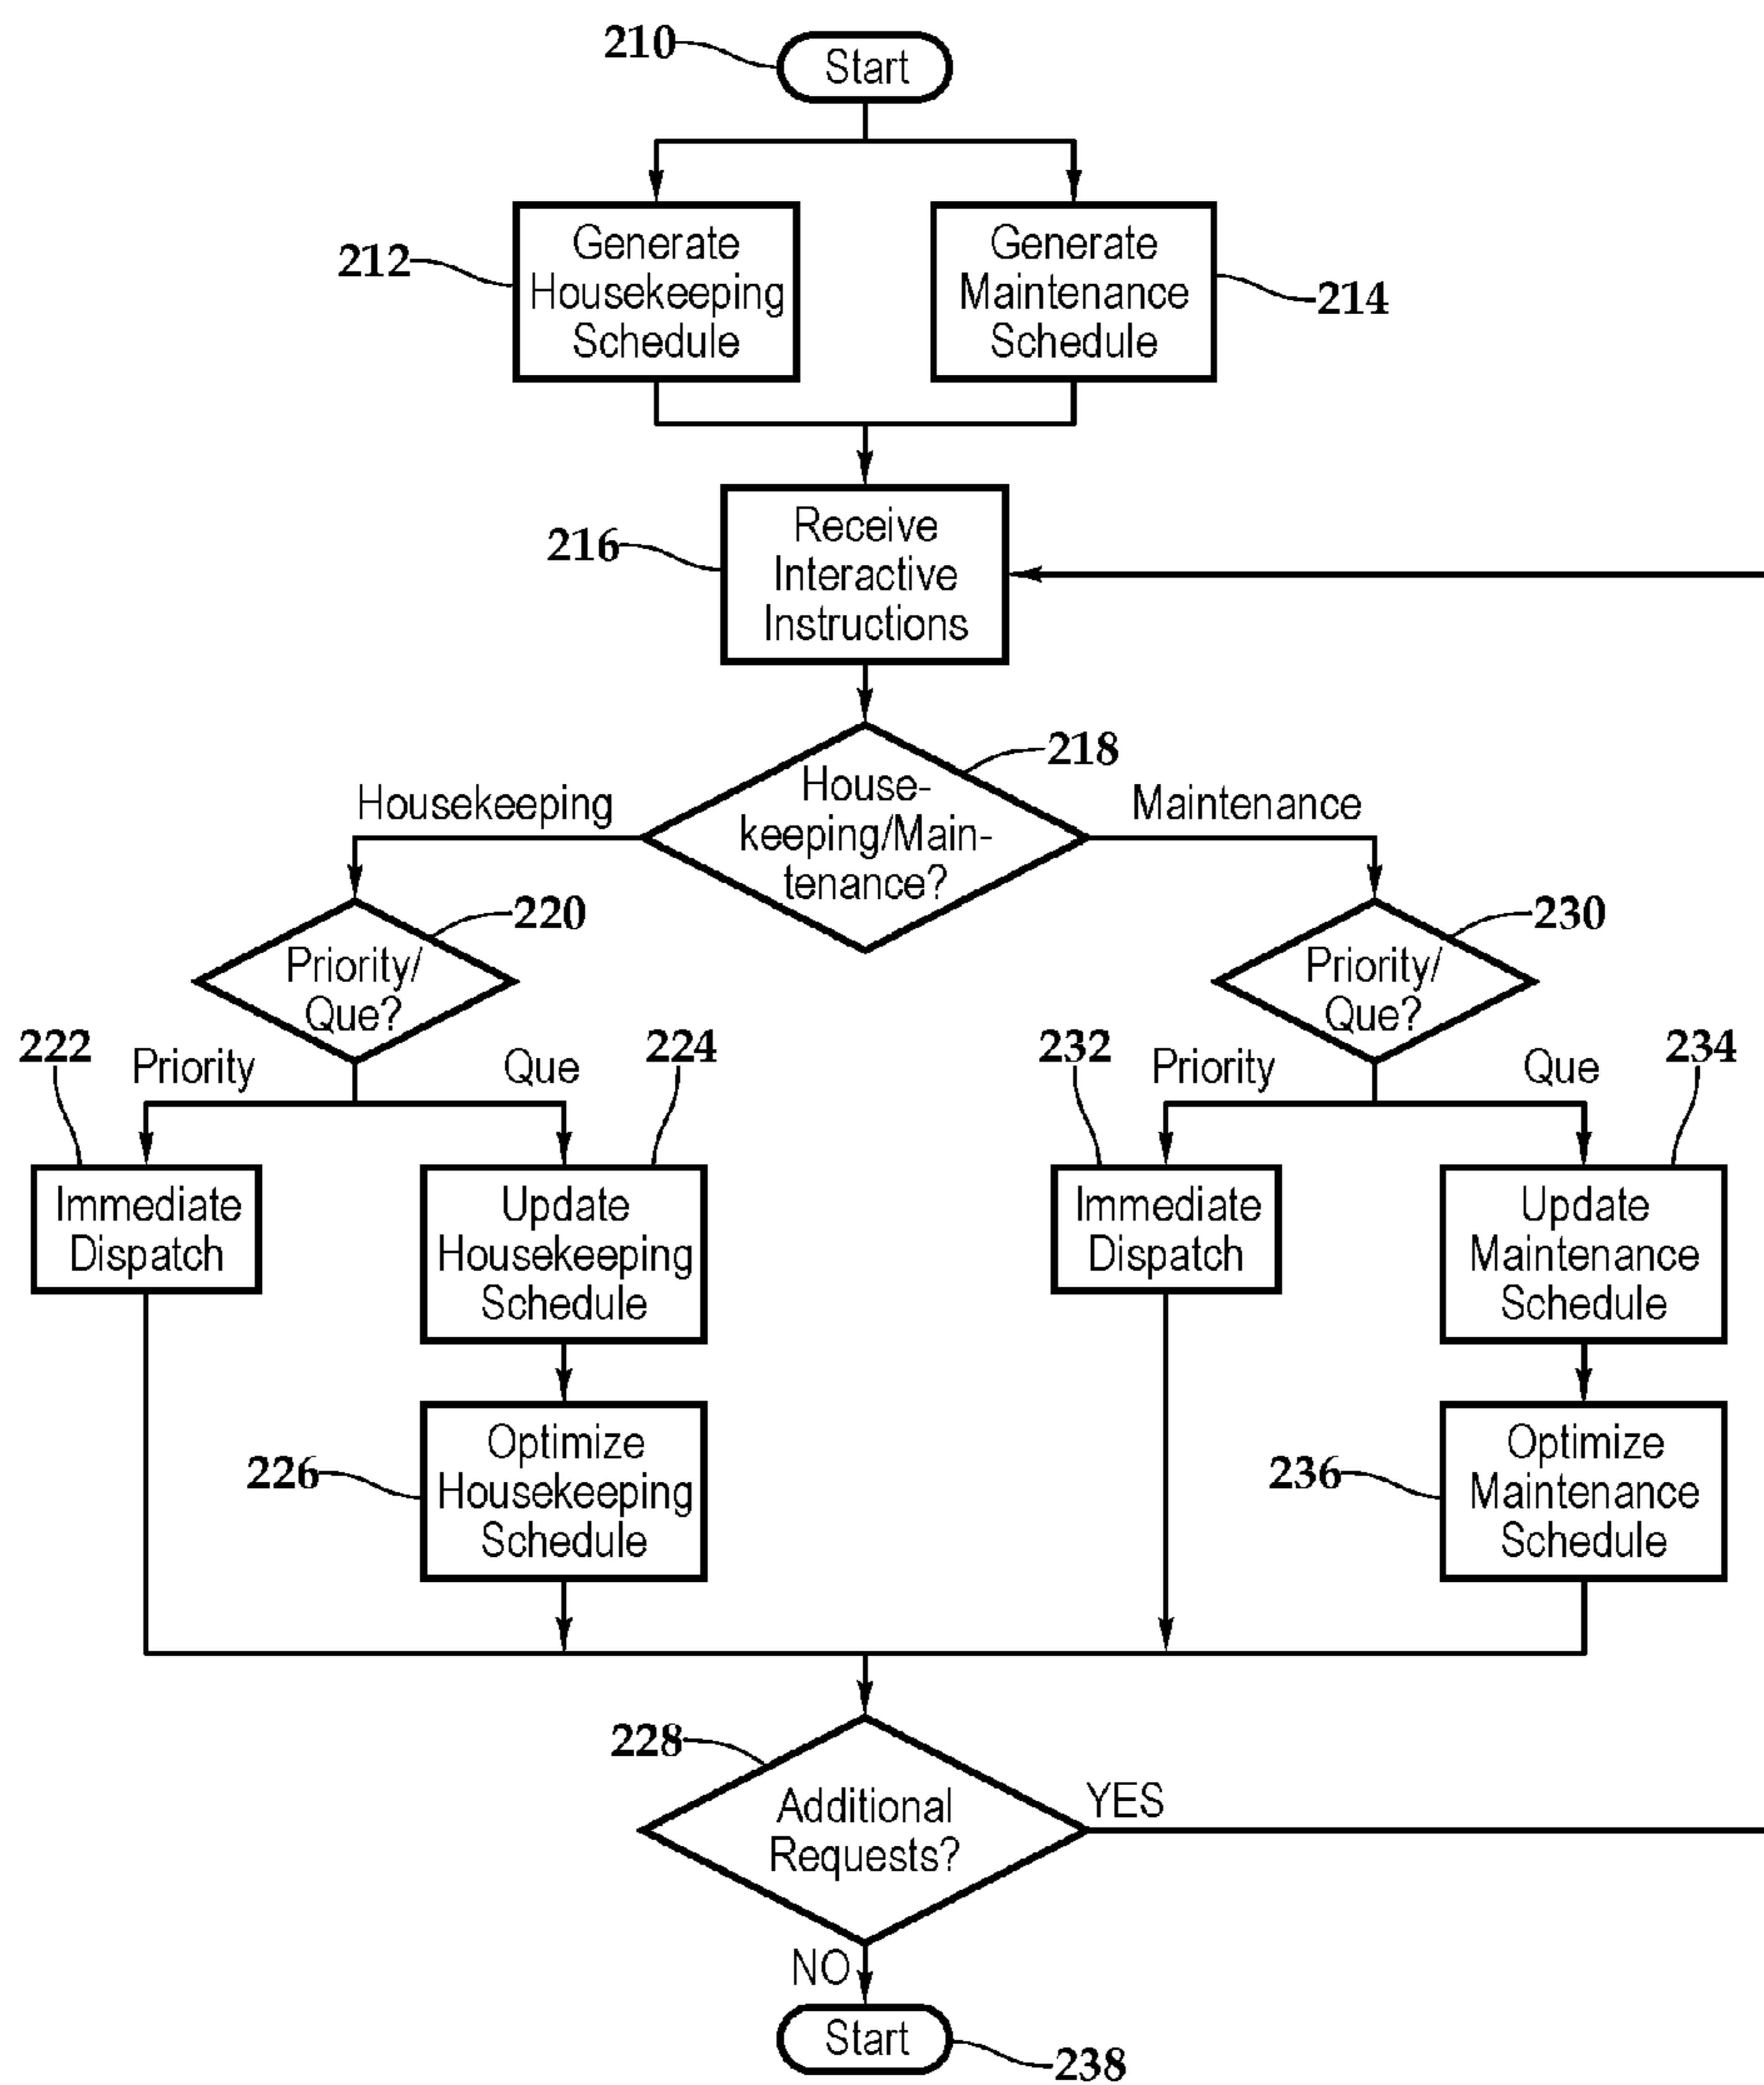 210
Start
212
Generate
Housekeeping
Schedule
Generate
Maintenance
Schedule
214
216
Receive
Interactive
Instructions
218
House-
keeping/Main-
tenance?
Housekeeping
Maintenance
220
Priority/
Que?
230
Priority/
Que?
222
Priority
Que
224
232
Priority
Que
234
Immediate
Dispatch
Update
Housekeeping
Schedule
Immediate
Dispatch
Update
Maintenance
Schedule
226
Optimize
Housekeeping
Schedule
236
Optimize
Maintenance
Schedule
228
Additional
Requests?
YES
NO
Start
238